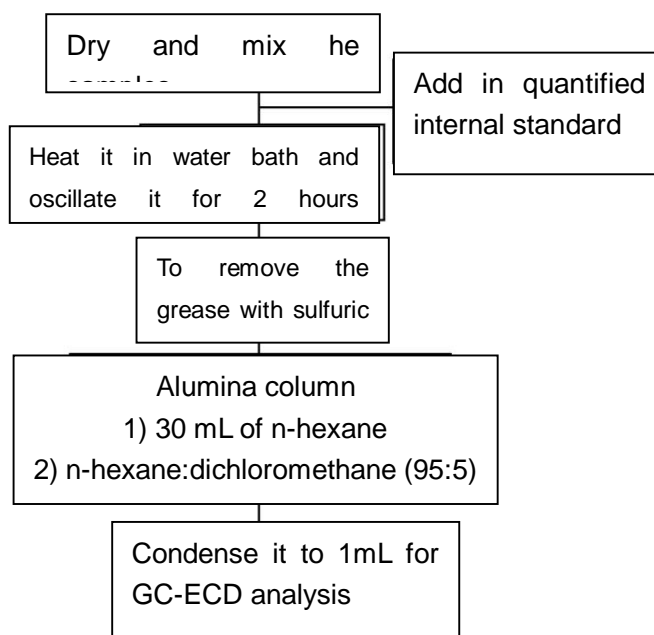 Dry and mix he
samples
Add in quantified
internal standard
Heat it in water bath and
oscillate it for 2 hours
To remove the
grease with sulfuric
Alumina column
1) 30 mL of n-hexane
2) n-hexane:dichloromethane (95:5)
Condense it to 1mL for
GC-ECD analysis